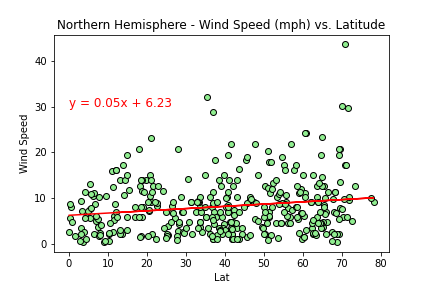 Northern Hemisphere - Wind Speed (mph) vs. Latitude
40
30
20
10
0
Wind Speed
y = 0.05x + 6.23
0 10 20 30 40 50 60 70 80
Lat